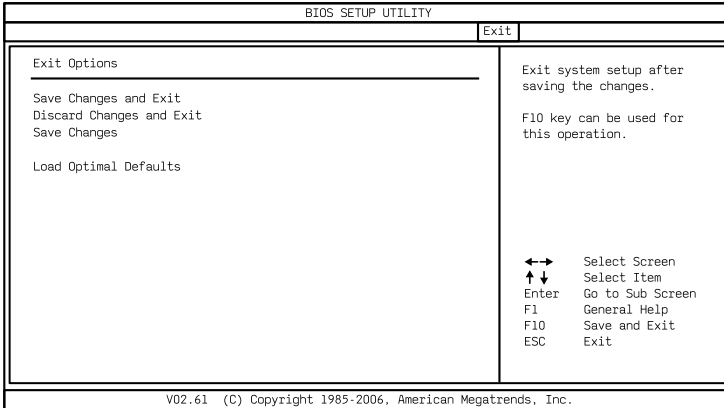 BIOS SETUP UTILITY
Exit
Exit Options
Save Changes and Exit
Discard Changes and Exit
Save Changes
Load Optimal Defaults
Exit system setup after
saving the changes.
F10 key can be used for
this operation.
←→ Select Screen
↑↓ Select Item
Enter Go to Sub Screen
F1 General Help
F10 Save and Exit
ESC Exit
V02.61 (C) Copyright 1985-2006, American Megatrends, Inc.